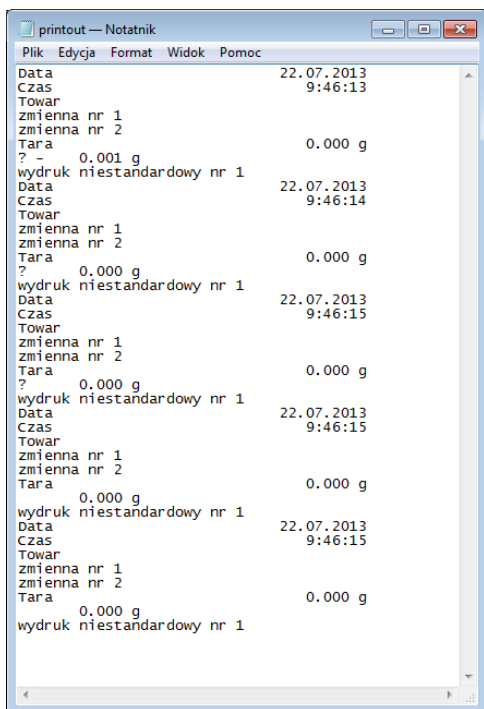 printout — Notatnik
Plik Edycja Format Widok Pomoc
Data 22.07.2013
Czas 9:46:13
Towar
zmienna nr 1
zmienna nr 2
Tara 0.000 g
? - 0.001 g
wydruk niestandardowy nr 1
Data 22.07.2013
Czas 9:46:14
Towar
zmienna nr 1
zmienna nr 2
Tara 0.000 g
? 0.000 g
wydruk niestandardowy nr 1
Data 22.07.2013
Czas 9:46:15
Towar
zmienna nr 1
zmienna nr 2
Tara 0.000 g
? 0.000 g
wydruk niestandardowy nr 1
Data 22.07.2013
Czas 9:46:15
Towar
zmienna nr 1
zmienna nr 2
Tara 0.000 g
0.000 g
wydruk niestandardowy nr 1
Data 22.07.2013
Czas 9:46:15
Towar
zmienna nr 1
zmienna nr 2
Tara 0.000 g
0.000 g
wydruk niestandardowy nr 1